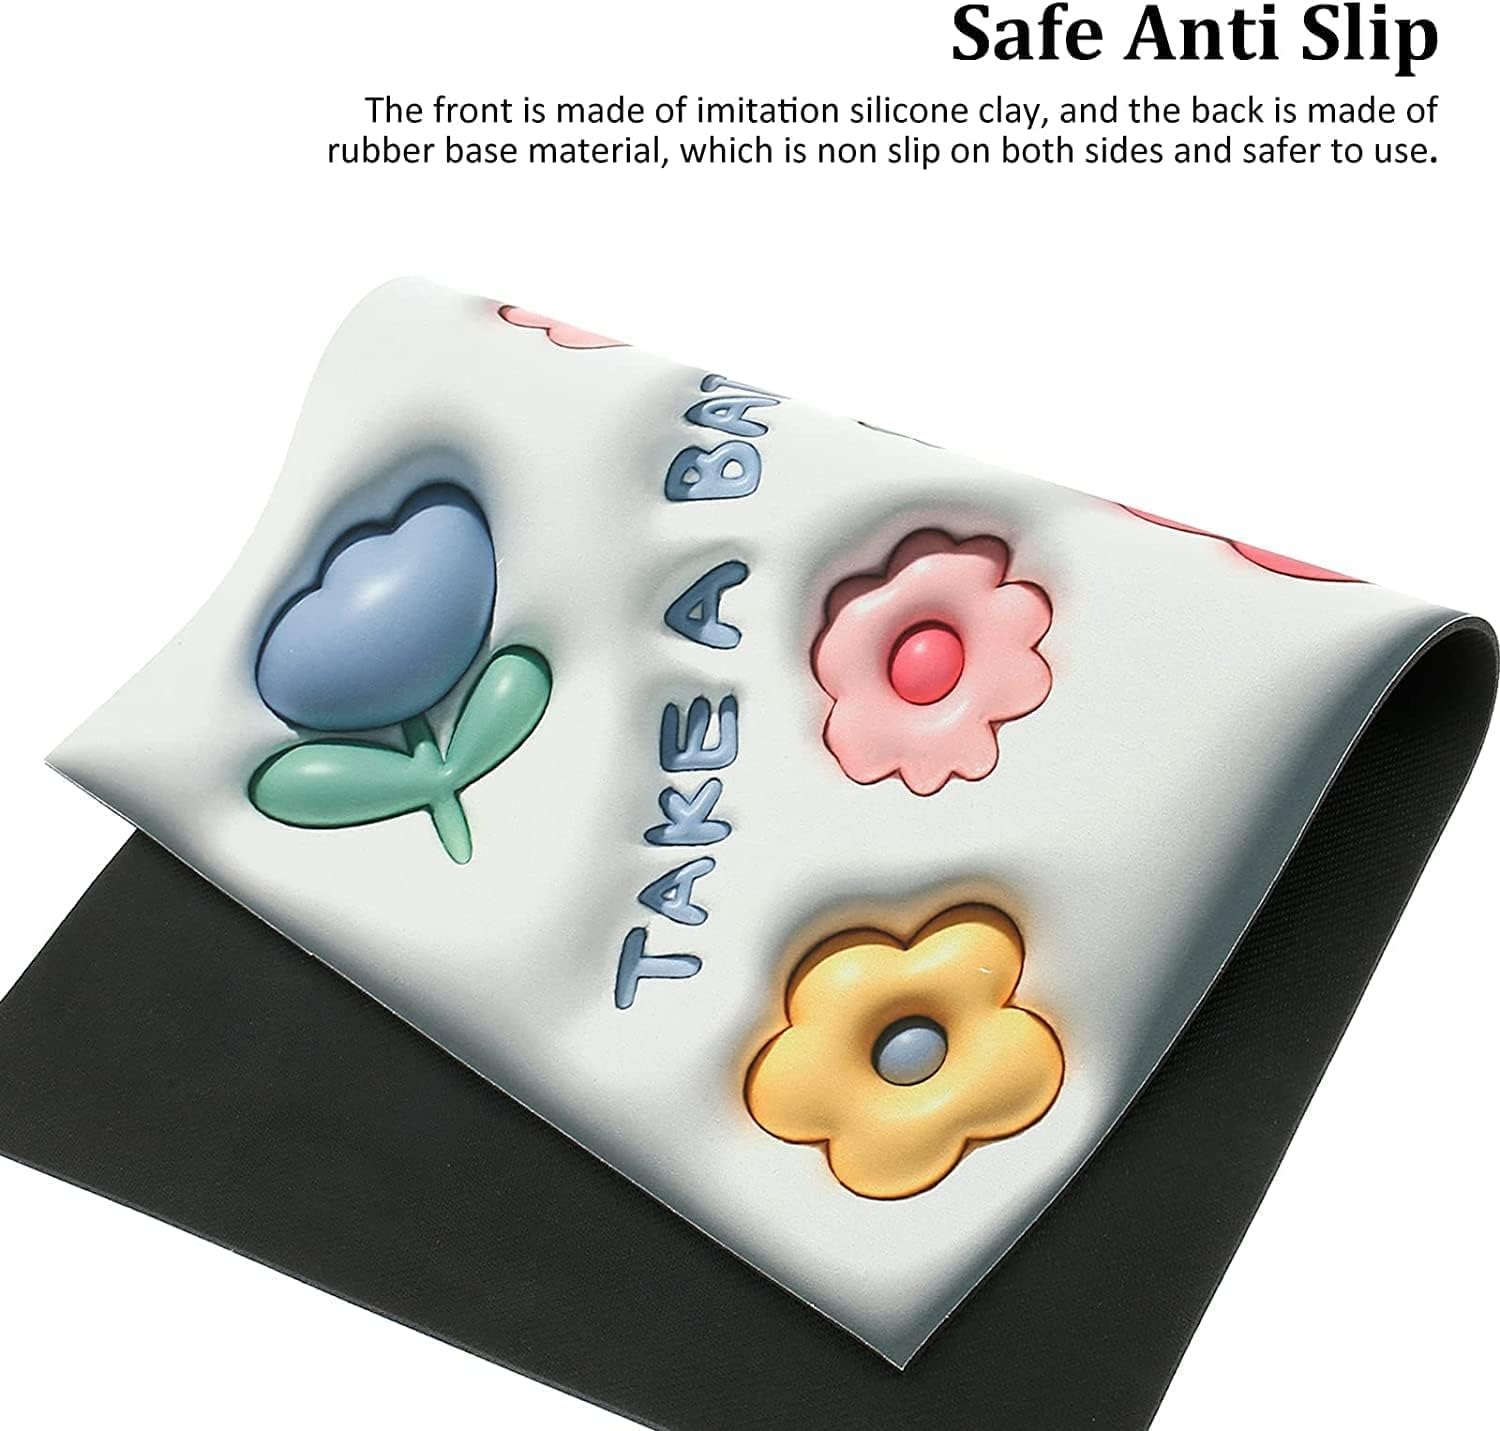 Safe Anti Slip
The front is made of imitation silicone clay, and the back is made of
rubber base material, which is non slip on both sides and safer to use.
TAKE A BAT